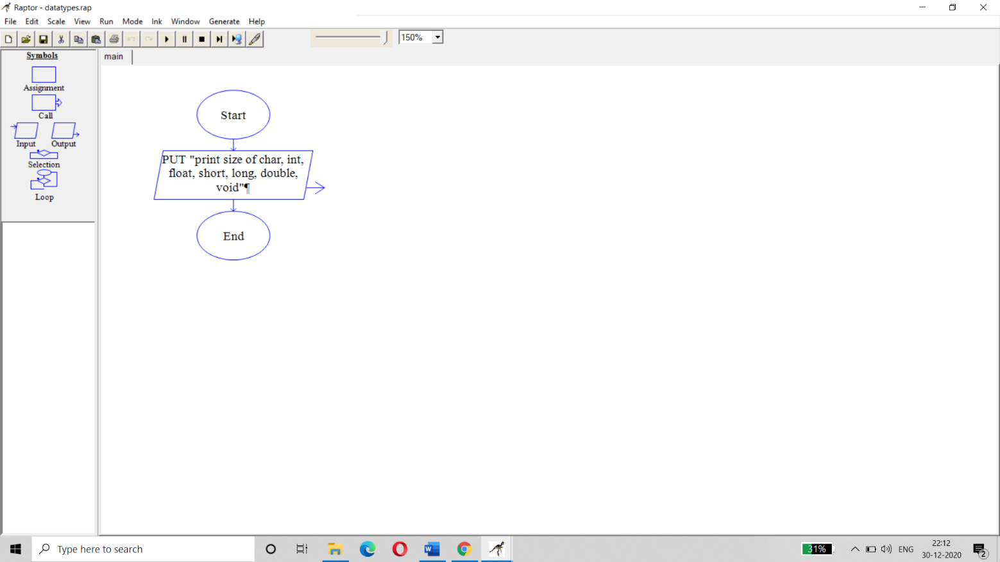 Raptor - datatypes.rap
File Edit Scale View Run Mode Ink Window Generate Help
150%
Symbols
main
Assignment
Call
Input Output
Selection
Loop
Start
PUT "print size of char, int,
float, short, long, double,
void"¶
End
Type here to search
31%
ENG
22:12
30-12-2020
2